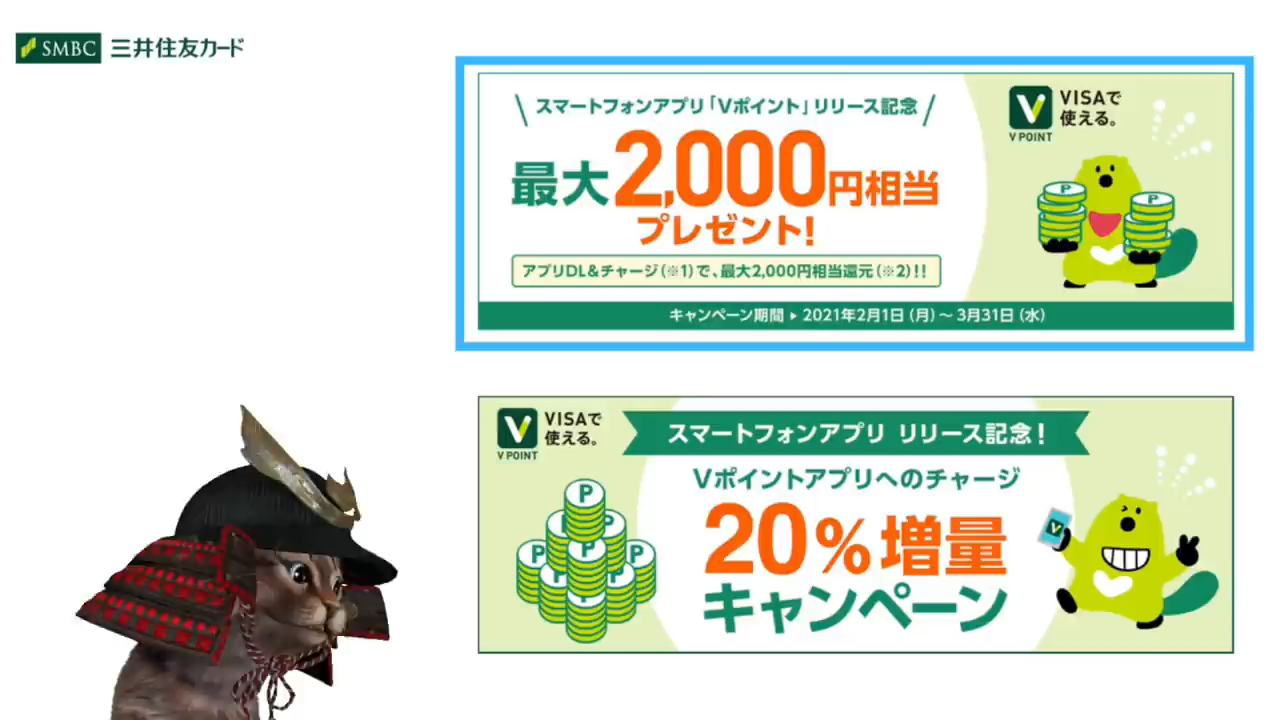 SMBC 三井住友カード
スマートフォンアプリ「Vポイント」リリース記念
最大2,000円相当
プレゼント!
アプリDL&チャージ(※1)で、最大2,000円相当還元(※2)!!
キャンペーン期間 ▶ 2021年2月1日(月)~3月31日(水)
V
V POINT
VISAで
使える。
P
P
V
V POINT
VISAで
使える。
スマートフォンアプリ リリース記念!
Vポイントアプリへのチャージ
20%増量
キャンペーン
P
P
P
P
P
V